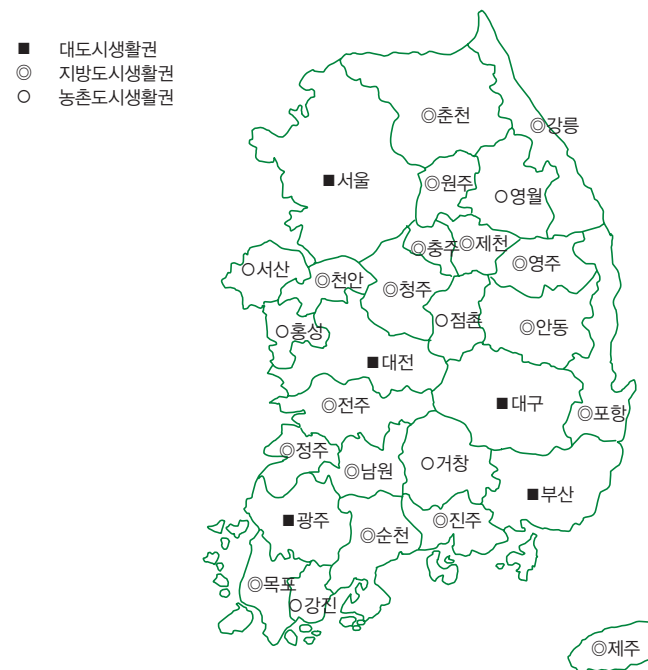 ■ 대도시생활권
◎ 지방도시생활권
○ 농촌도시생활권
◎춘천
◎강릉
■서울
◎원주
○영월
◎충주
◎제천
◎영주
○서산
◎천안
◎청주
○점촌
◎안동
○홍성
■대전
◎전주
■대구
◎포항
◎정주
◎남원
○거창
■부산
■광주
◎순천
◎진주
◎목포
○강진
◎제주